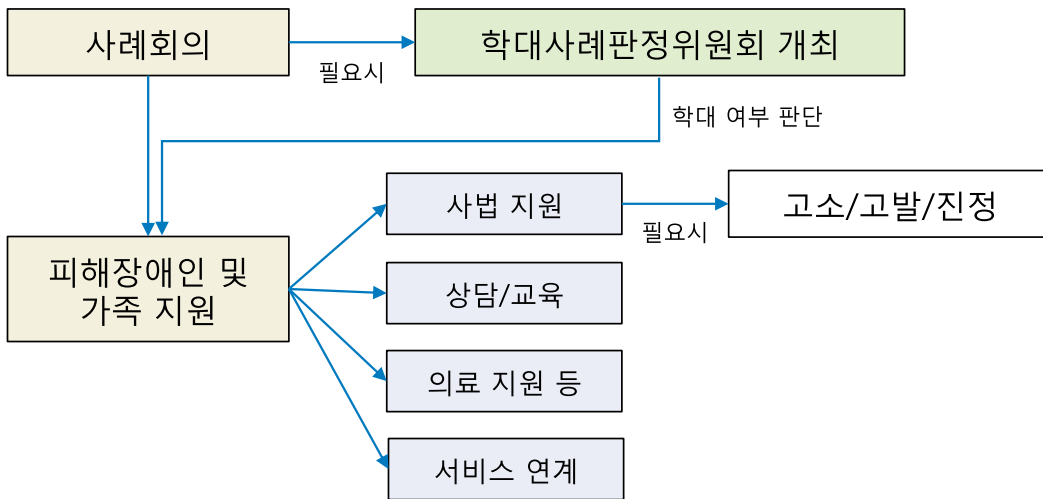 사례회의
필요시
학대사례판정위원회 개최
학대 여부 판단
피해장애인 및
가족 지원
사법 지원
필요시
고소/고발/진정
상담/교육
의료 지원 등
서비스 연계